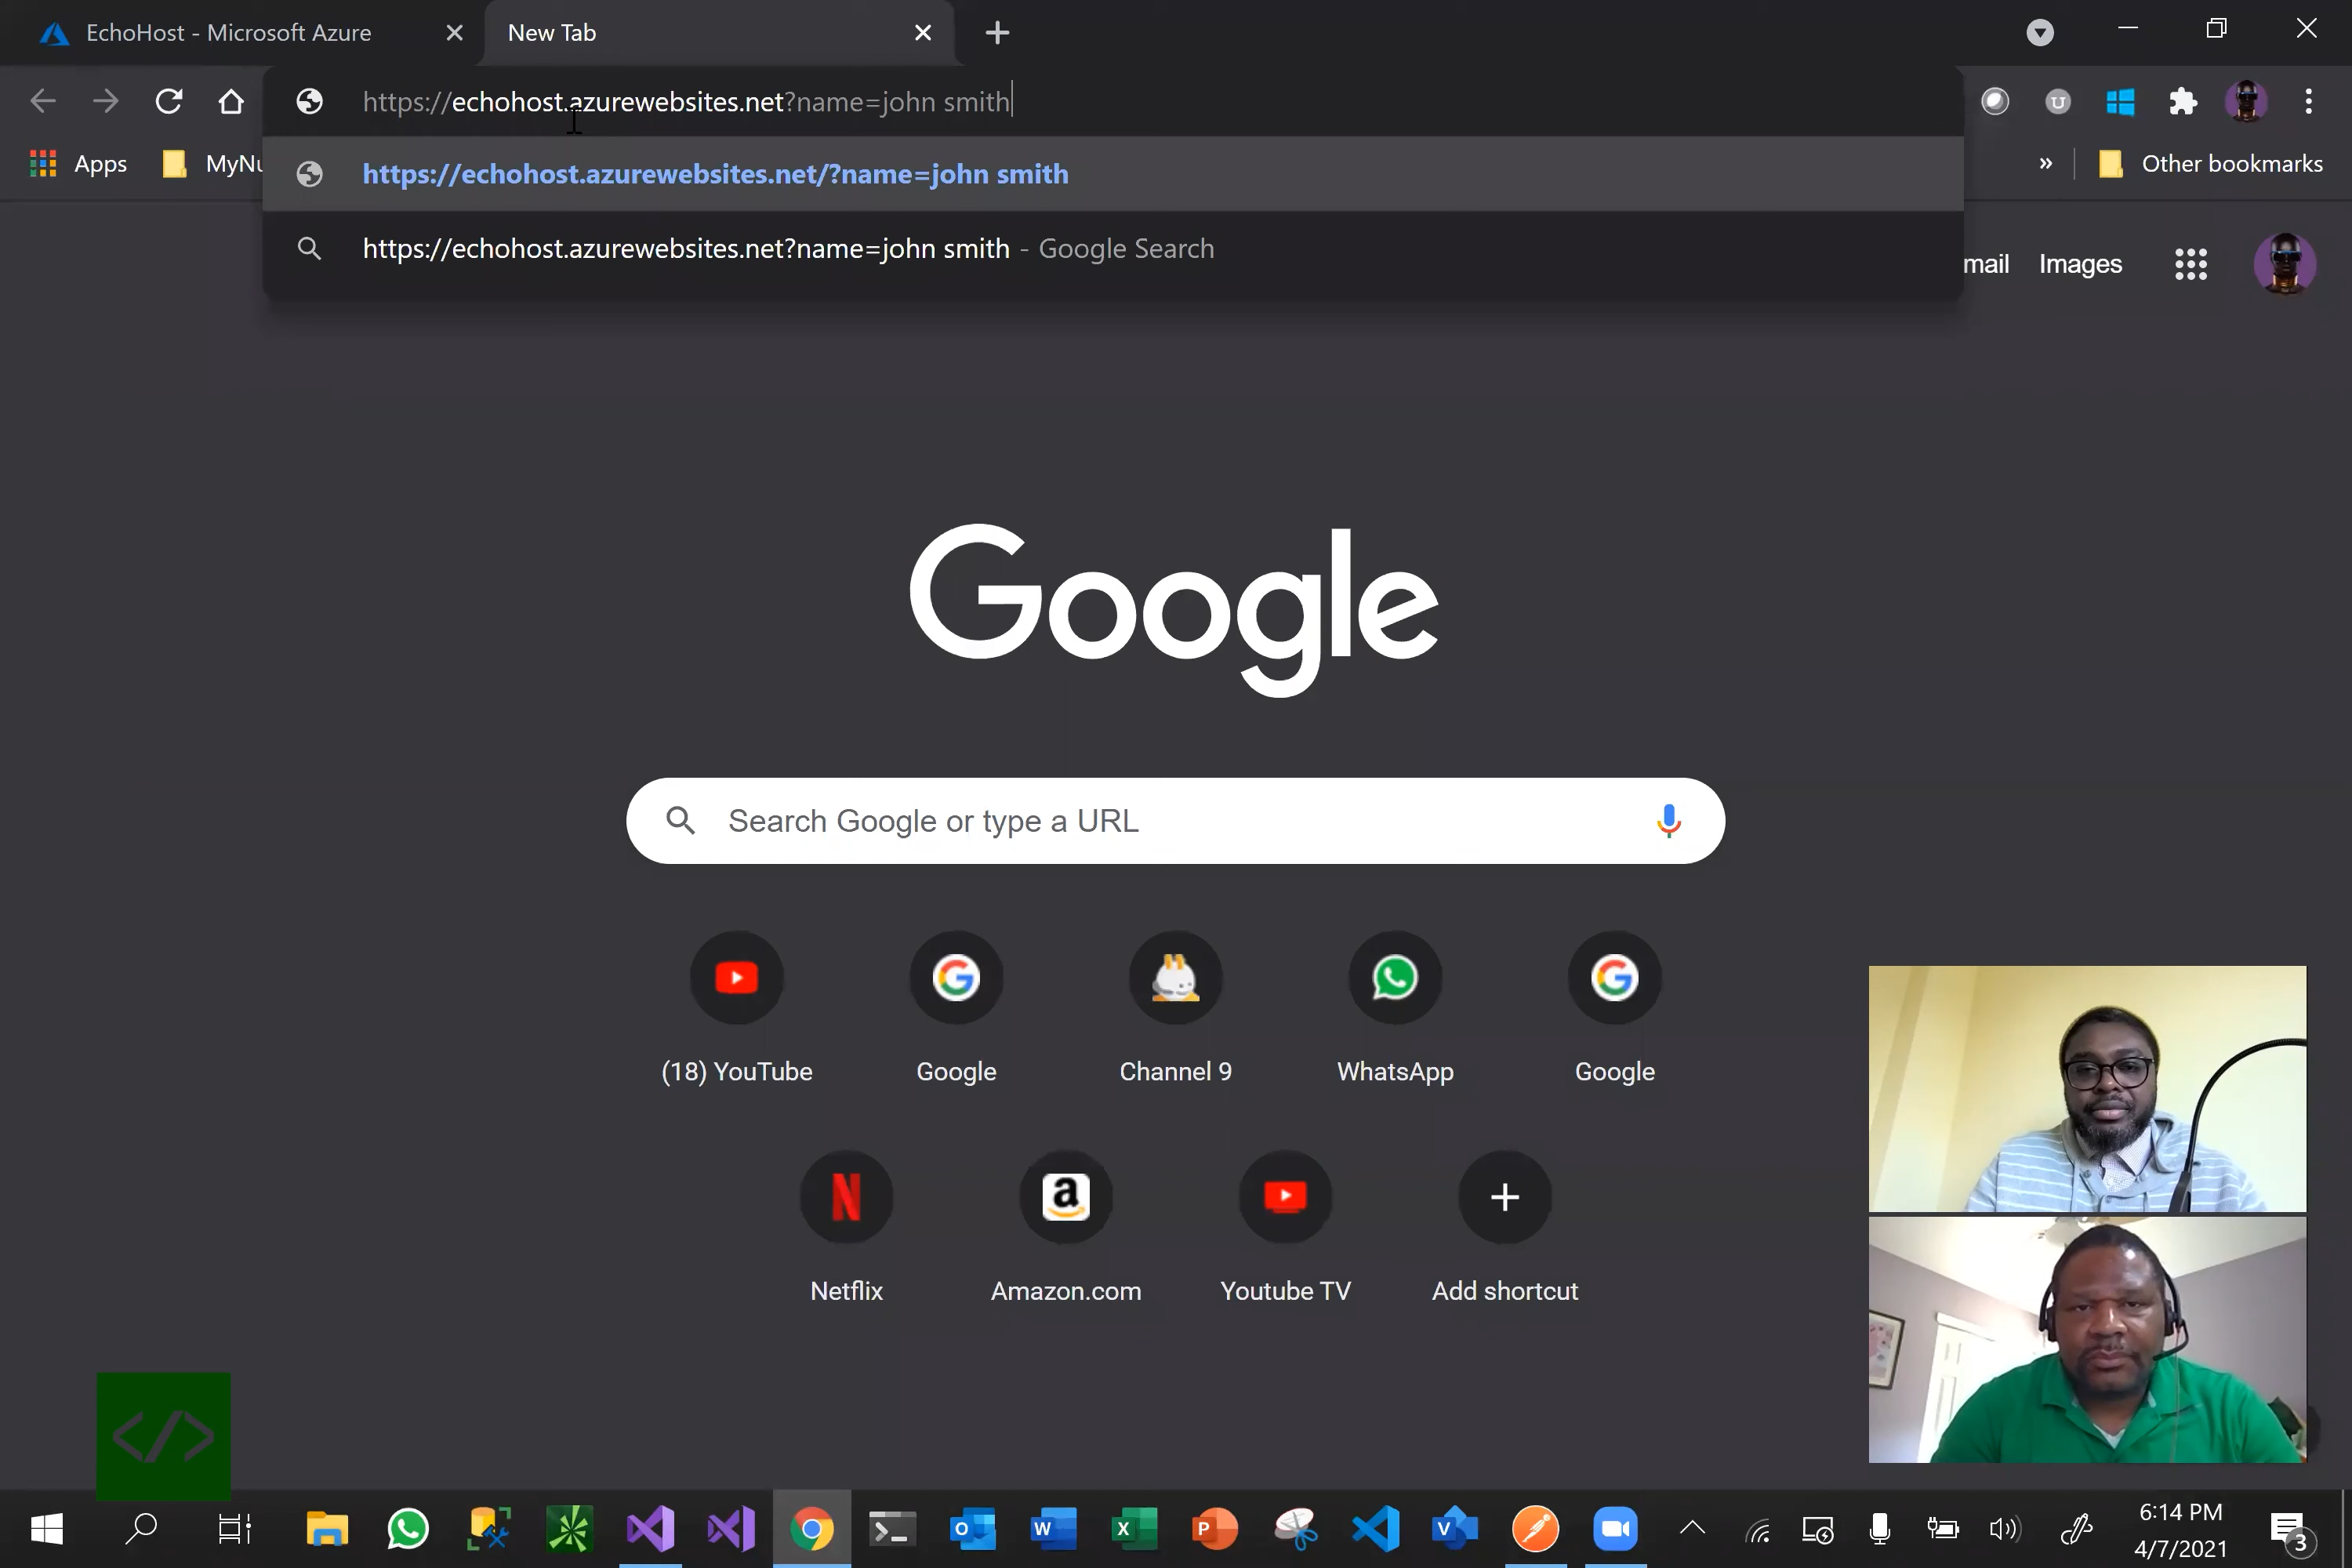 EchoHost - Microsoft Azure
New Tab
https://echohost.azurewebsites.net?name=john smith
https://echohost.azurewebsites.net/?name=john smith
https://echohost.azurewebsites.net?name=john smith - Google Search
Apps
MyNu
Other bookmarks
mail
Images
Google
Search Google or type a URL
(18) YouTube
Google
Channel 9
WhatsApp
Google
Netflix
Amazon.com
Youtube TV
Add shortcut
</>
6:14 PM
4/7/2021
3